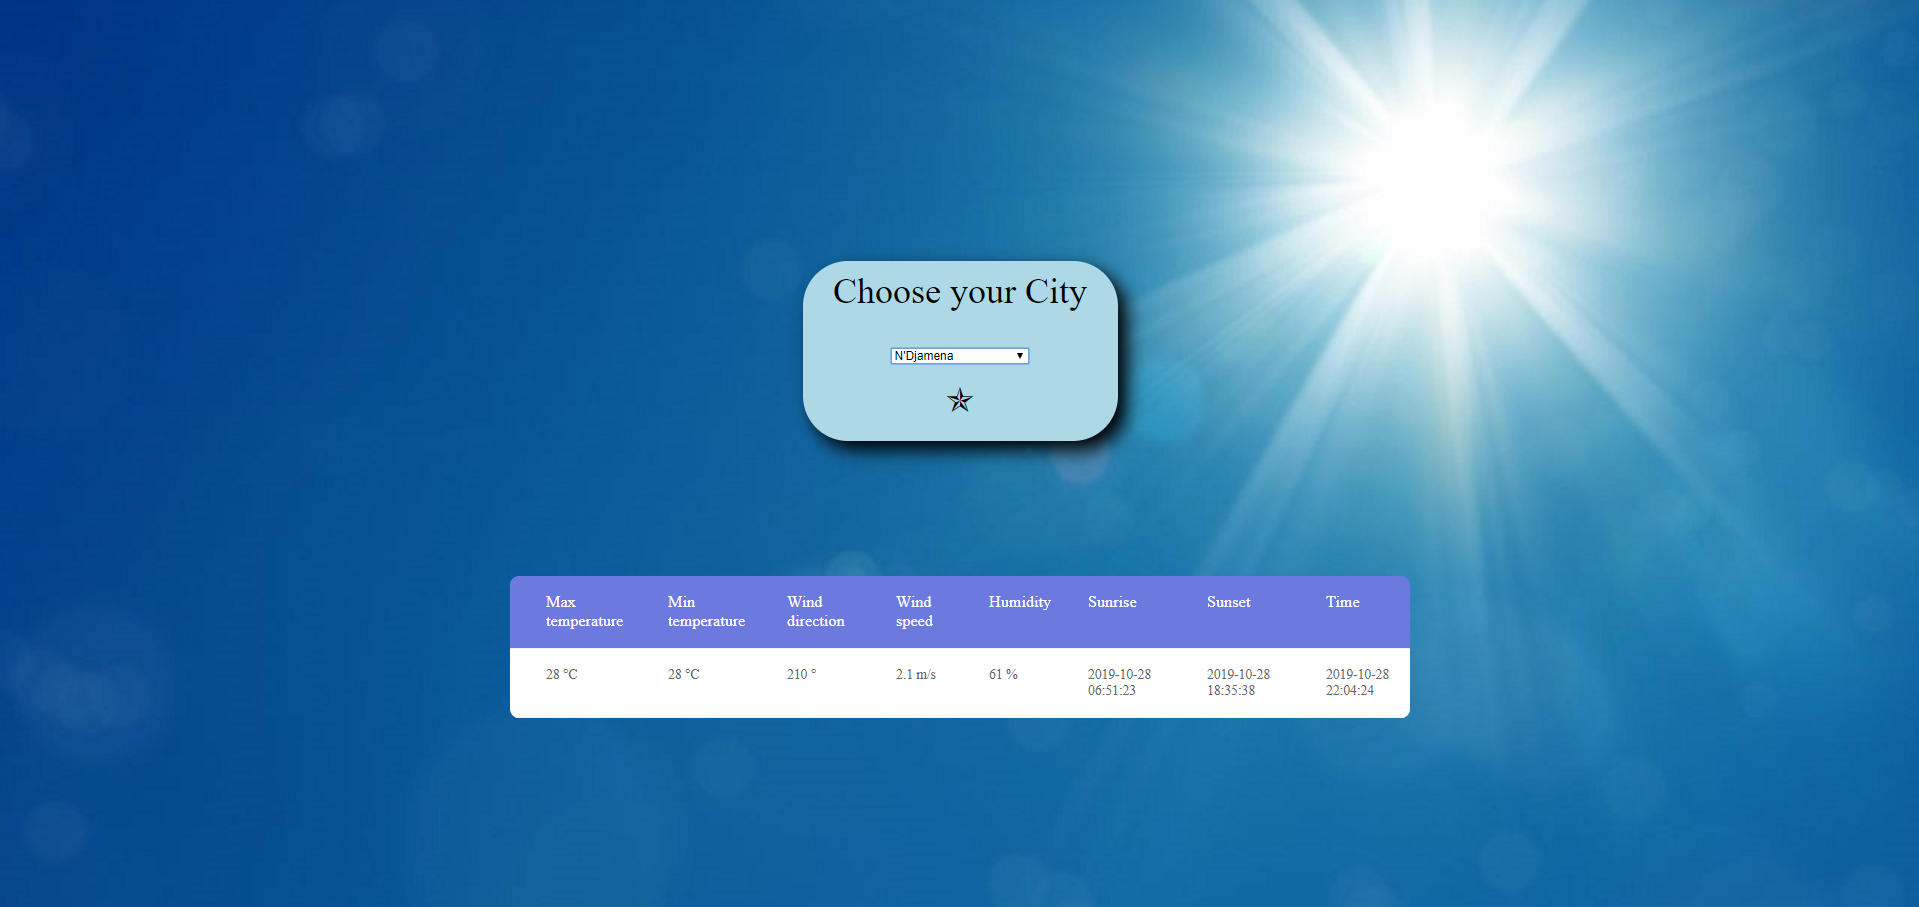 Choose your City
N'Djamena
Max temperature
Min temperature
Wind direction
Wind speed
Humidity
Sunrise
Sunset
Time
28 °C
28 °C
210 °
2.1 m/s
61 %
2019-10-28 06:51:23
2019-10-28 18:35:38
2019-10-28 22:04:24